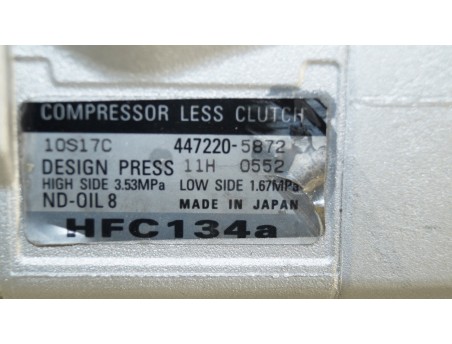 COMPRESSOR LESS CLUTCH
10S17C 447220-5872
DESIGN PRESS 11H 0552
HIGH SIDE 3.53MPa LOW SIDE 1.67MPa
ND-OIL 8 MADE IN JAPAN
HFC134a